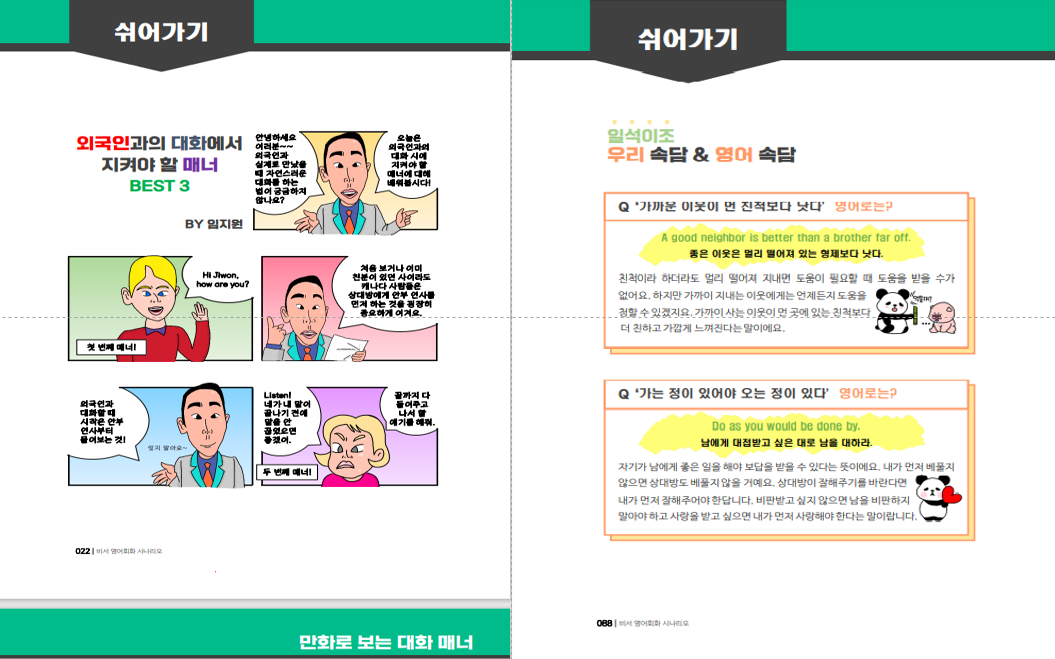 쉬어가기
외국인과의 대화에서
지켜야 할 매너
BEST 3
BY 임지원
안녕하세요
여러분~~
외국인과
실제로 만났을
때 자연스러운
대화를 하는
법이 궁금하지
않나요?
오늘은
외국인과의
대화 시에
지켜야 할
매너에 대해
배워봅시다!
Hi Jiwon,
how are you?
첫 번째 매너!
처음 보거나 이미
친분이 있던 사이라도
캐나다 사람들은
상대방에게 안부 인사를
먼저 하는 것을 굉장히
중요하게 여겨요.
외국인과
대화할 때
시작은 안부
인사부터
물어보는 것!
잊지 말아요~
Listen!
네가 내 말이
끝나기 전에
말을 안
끊었으면
좋겠어.
두 번째 매너!
끝까지 다
들어주고
나서 할
얘기를 해줘.
022 | 비서 영어회화 시나리오
만화로 보는 대화 매너
쉬어가기
일석이조
우리 속담 & 영어 속담
Q ‘가까운 이웃이 먼 친척보다 낫다’ 영어로는?
A good neighbor is better than a brother far off.
좋은 이웃은 멀리 떨어져 있는 형제보다 낫다.
친척이라 하더라도 멀리 떨어져 지내면 도움이 필요할 때 도움을 받을 수가
없어요. 하지만 가까이 지내는 이웃에게는 언제든지 도움을
청할 수 있겠지요. 가까이 사는 이웃이 먼 곳에 있는 친척보다
더 친하고 가깝게 느껴진다는 말이에요.
Q ‘가는 정이 있어야 오는 정이 있다’ 영어로는?
Do as you would be done by.
남에게 대접받고 싶은 대로 남을 대하라.
자기가 남에게 좋은 일을 해야 보답을 받을 수 있다는 뜻이에요. 내가 먼저 베풀지
않으면 상대방도 베풀지 않을 거예요. 상대방이 잘해주기를 바란다면
내가 먼저 잘해주어야 한답니다. 비판받고 싶지 않으면 남을 비판하지
말아야 하고 사랑을 받고 싶으면 내가 먼저 사랑해야 한다는 말이랍니다.
088 | 비서 영어회화 시나리오